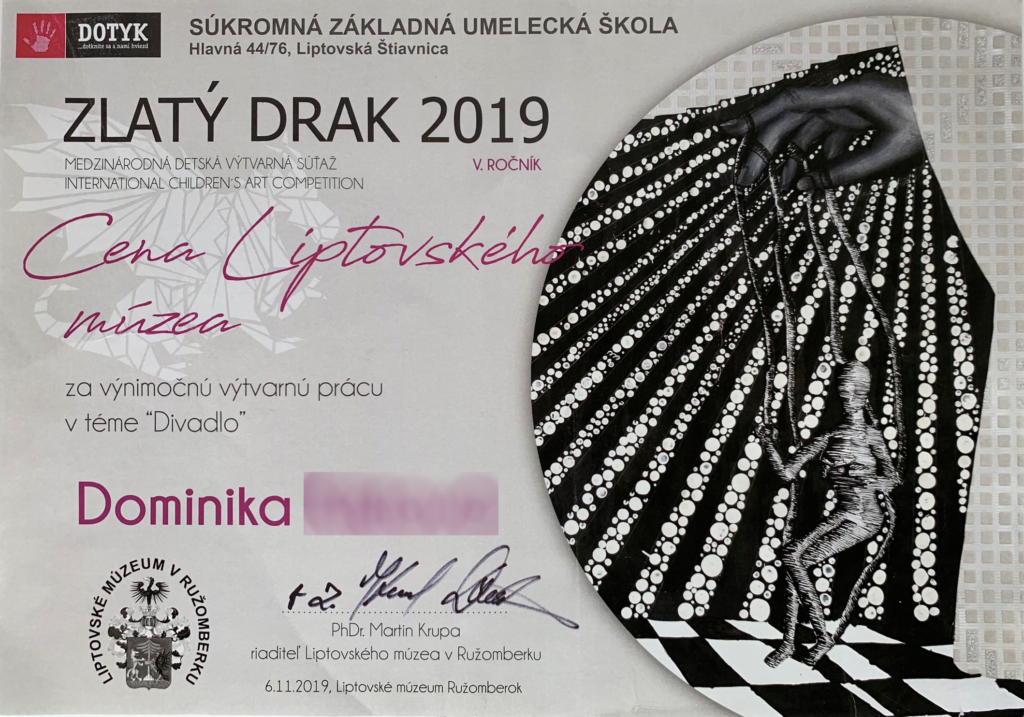 DOTYK
...dotknite sa s nami hviezd
SÚKROMNÁ ZÁKLADNÁ UMELECKÁ ŠKOLA
Hlavná 44/76, Liptovská Štiavnica
ZLATÝ DRAK 2019
MEDZINÁRODNÁ DETSKÁ VÝTVARNÁ SÚŤAŽ
V. ROČNÍK
INTERNATIONAL CHILDREN'S ART COMPETITION
Cena Liptovského
múzea
za výnimočnú výtvarnú prácu
v téme “Divadlo”
Dominika
LIPTOVSKÉ MÚZEUM V RUŽOMBERKU
PhDr. Martin Krupa
riaditeľ Liptovského múzea v Ružomberku
6.11.2019, Liptovské múzeum Ružomberok